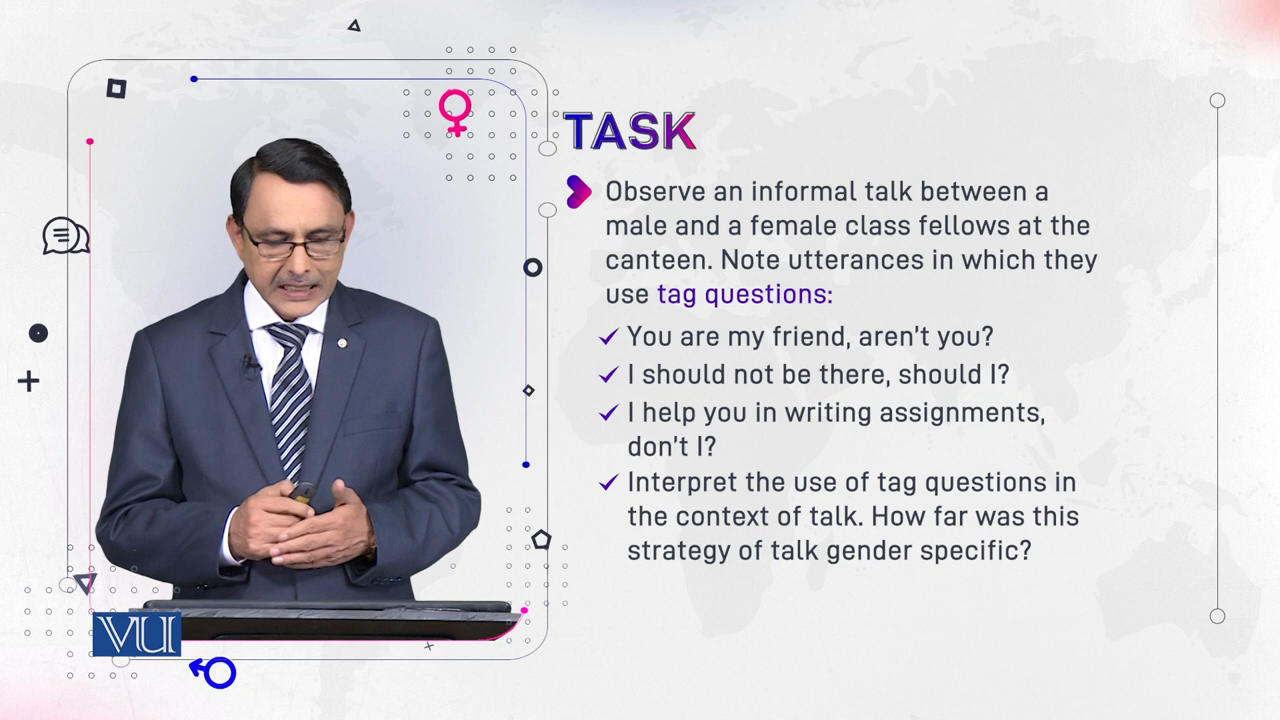 TASK
Observe an informal talk between a
male and a female class fellows at the
canteen. Note utterances in which they
use tag questions:
You are my friend, aren't you?
I should not be there, should I?
I help you in writing assignments,
don't I?
Interpret the use of tag questions in
the context of talk. How far was this
strategy of talk gender specific?
VU